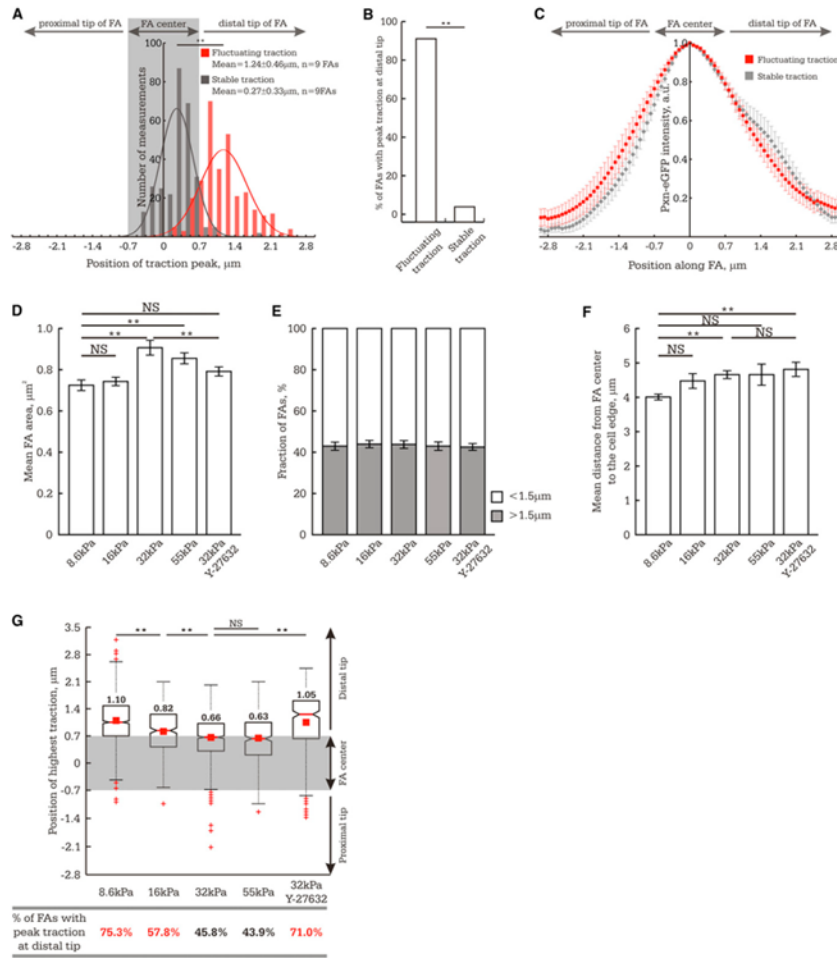 A
proximal tip of FA
FA center
distal tip of FA
**
Fluctuating traction
Mean=1.24±0.46µm, n=9 FAs
Stable traction
Mean=0.27±0.33µm, n=9FAs
Number of measurements
100
80
60
40
20
-2.8 -2.1 -1.4 -0.7 0 0.7 1.4 2.1 2.8
Position of traction peak, µm
B
**
% of FAs with peak traction at distal tip
100
80
60
40
20
0
Fluctuating traction
Stable traction
C
proximal tip of FA
FA center
distal tip of FA
Fluctuating traction
Stable traction
Pxn-eGFP intensity, a.u.
1.0
0.8
0.6
0.4
0.2
-2.8 -2.1 -1.4 -0.7 0 0.7 1.4 2.1 2.8
Position along FA, µm
D
NS
**
** **
NS
Mean FA area, µm²
1.0
0.8
0.6
0.4
0.2
0
8.6kPa
16kPa
32kPa
55kPa
32kPa Y-27632
E
Fraction of FAs, %
100
80
60
40
20
0
8.6kPa
16kPa
32kPa
55kPa
32kPa Y-27632
<1.5µm
>1.5µm
F
**
NS
** NS
NS
Mean distance from FA center
to the cell edge, µm
6
5
4
3
2
1
0
8.6kPa
16kPa
32kPa
55kPa
32kPa Y-27632
G
Position of highest traction, µm
3.5
2.8
2.1
1.4
0.7
0
-0.7
-1.4
-2.1
-2.8
** ** NS **
1.10 0.82 0.66 0.63 1.05
Distal tip
FA center
Proximal tip
8.6kPa 16kPa 32kPa 55kPa 32kPa
Y-27632
% of FAs with
peak traction
at distal tip
75.3% 57.8% 45.8% 43.9% 71.0%